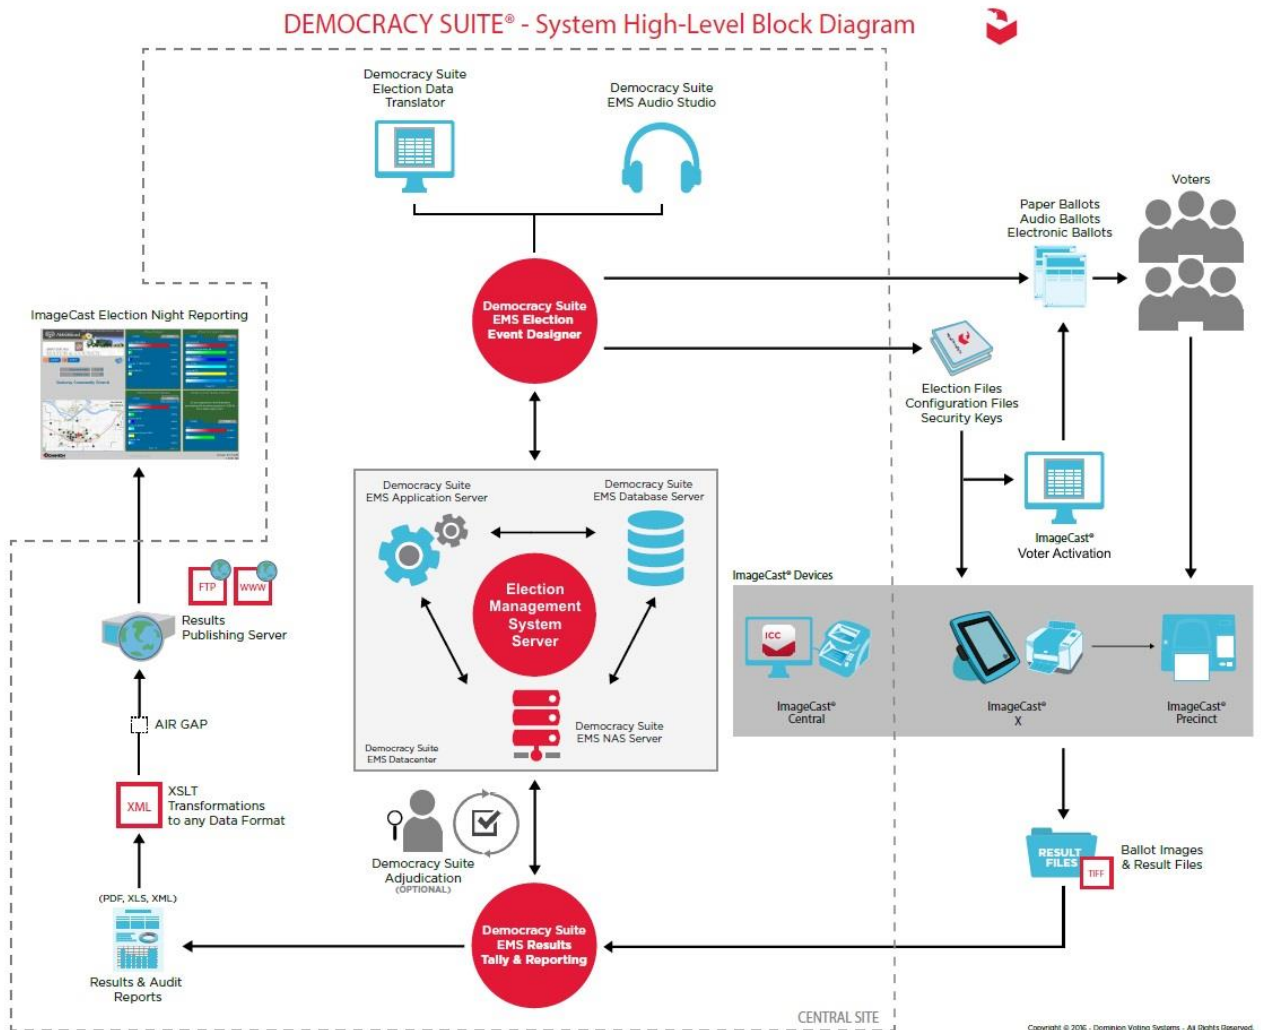 DEMOCRACY SUITE® - System High-Level Block Diagram
Democracy Suite
Election Data
Translator
Democracy Suite
EMS Audio Studio
Voters
Paper Ballots
Audio Ballots
Electronic Ballots
Democracy Suite
EMS Election
Event Designer
ImageCast Election Night Reporting
Election Files
Configuration Files
Security Keys
Democracy Suite
EMS Application Server
Democracy Suite
EMS Database Server
ImageCast®
Voter Activation
Election
Management
System
Server
FTP
WWW
Results
Publishing Server
ImageCast® Devices
ICC
ImageCast®
Central
ImageCast®
X
ImageCast®
Precinct
AIR GAP
Democracy Suite
EMS NAS Server
Democracy Suite
EMS Datacenter
XML
XSLT
Transformations
to any Data Format
Democracy Suite
Adjudication
(OPTIONAL)
RESULT
FILES
TIFF
Ballot Images
& Result Files
(PDF, XLS, XML)
Democracy Suite
EMS Results
Tally & Reporting
Results & Audit
Reports
CENTRAL SITE
Copyright © 2016 - Dominion Voting Systems - All Rights Reserved.